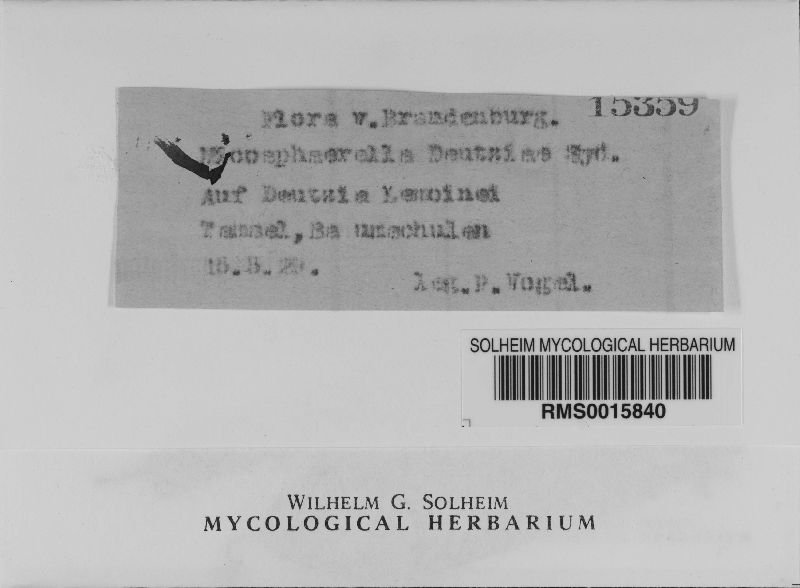 15359
Flora v.Brandenburg.
Mycosphaerella Deutziae Syd.
Auf Deutzia Lemoinei
Tamsel, Baumschulen
leg.P.Vogel.
SOLHEIM MYCOLOGICAL HERBARIUM
RMS0015840
WILHELM G. SOLHEIM
MYCOLOGICAL HERBARIUM